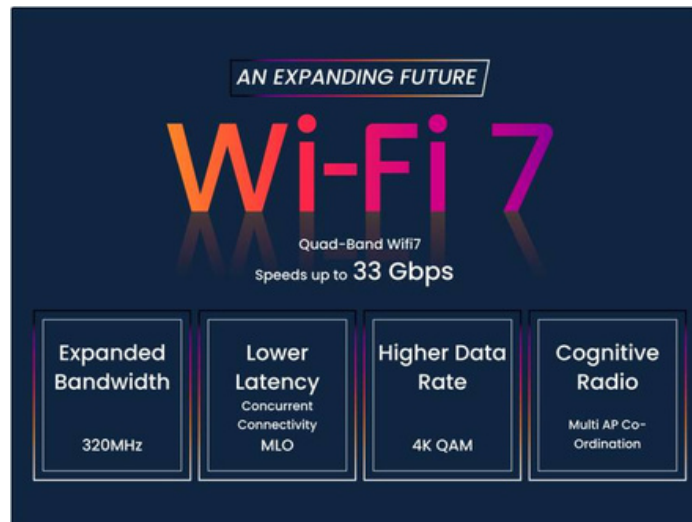 AN EXPANDING FUTURE
Wi-Fi 7
Quad-Band Wifi7
Speeds up to 33 Gbps
Expanded
Bandwidth
320MHz
Lower
Latency
Concurrent
Connectivity
MLO
Higher Data
Rate
4K QAM
Cognitive
Radio
Multi AP Co-
Ordination